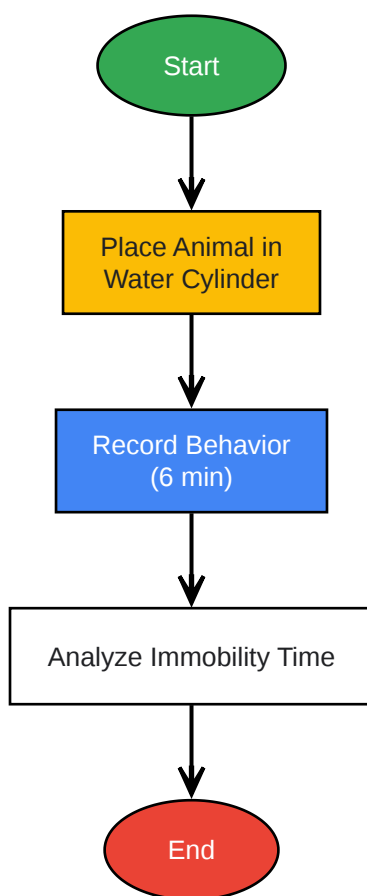 Start
Place Animal in
Water Cylinder
Record Behavior
(6 min)
Analyze Immobility Time
End